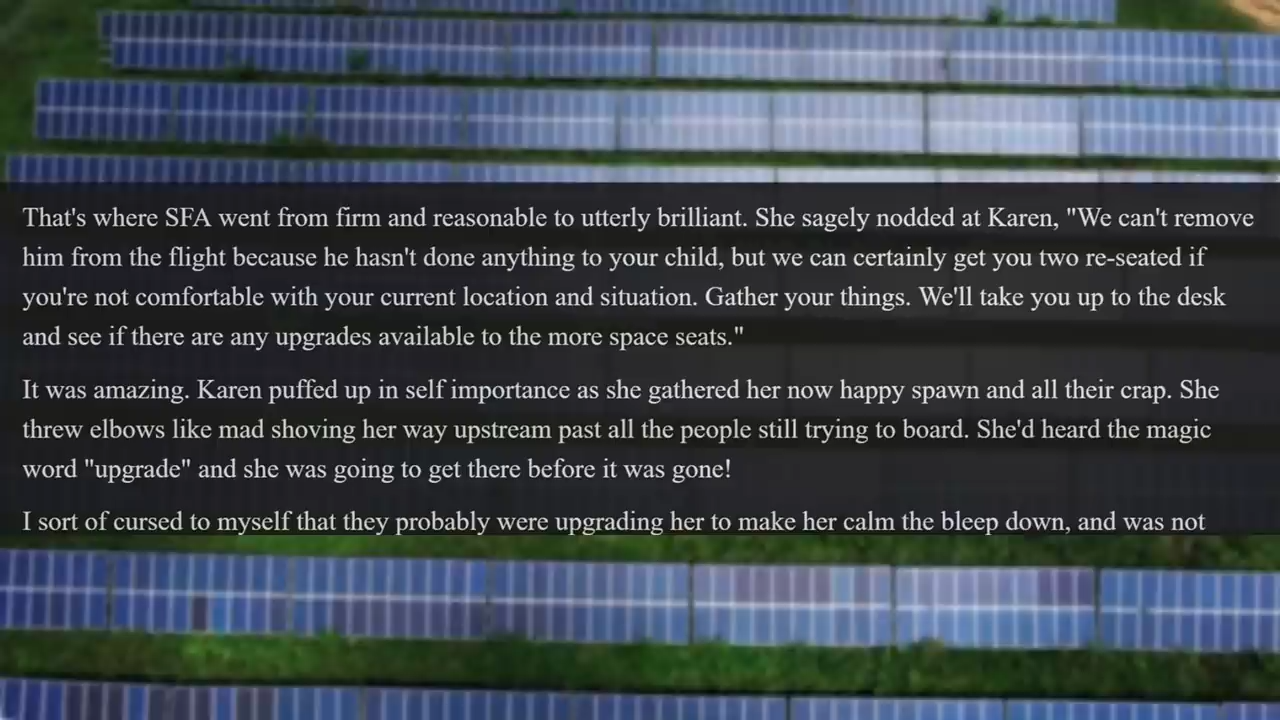 That's where SFA went from firm and reasonable to utterly brilliant. She sagely nodded at Karen, "We can't remove
him from the flight because he hasn't done anything to your child, but we can certainly get you two re-seated if
you're not comfortable with your current location and situation. Gather your things. We'll take you up to the desk
and see if there are any upgrades available to the more space seats."
It was amazing. Karen puffed up in self importance as she gathered her now happy spawn and all their crap. She
threw elbows like mad shoving her way upstream past all the people still trying to board. She'd heard the magic
word "upgrade" and she was going to get there before it was gone!
I sort of cursed to myself that they probably were upgrading her to make her calm the bleep down, and was not